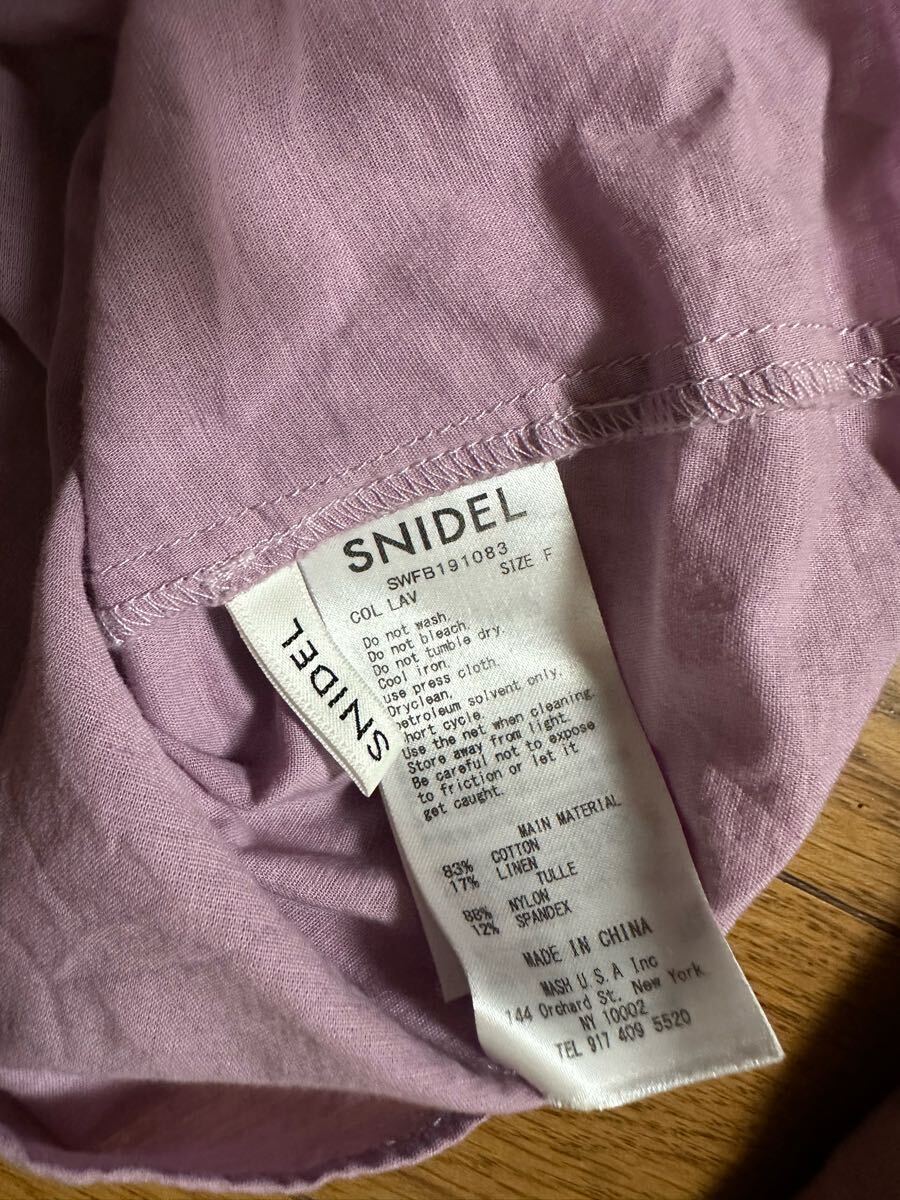 SNIDEL
SWFB191083
COL LAV SIZE F
Do not wash.
Do not bleach.
Do not tumble dry.
Cool iron.
use press cloth.
Dryclean.
petroleum solvent only.
hort cycle.
Use the net when cleaning.
Store away from light.
Be careful not to expose
to friction or let it
get caught.
MAIN MATERIAL
83% COTTON
17% LINEN
TULLE
88% NYLON
12% SPANDEX
MADE IN CHINA
MASH U.S.A Inc
144 Orchard St. New York
NY 10002
TEL 917 409 5520
SNIDEL